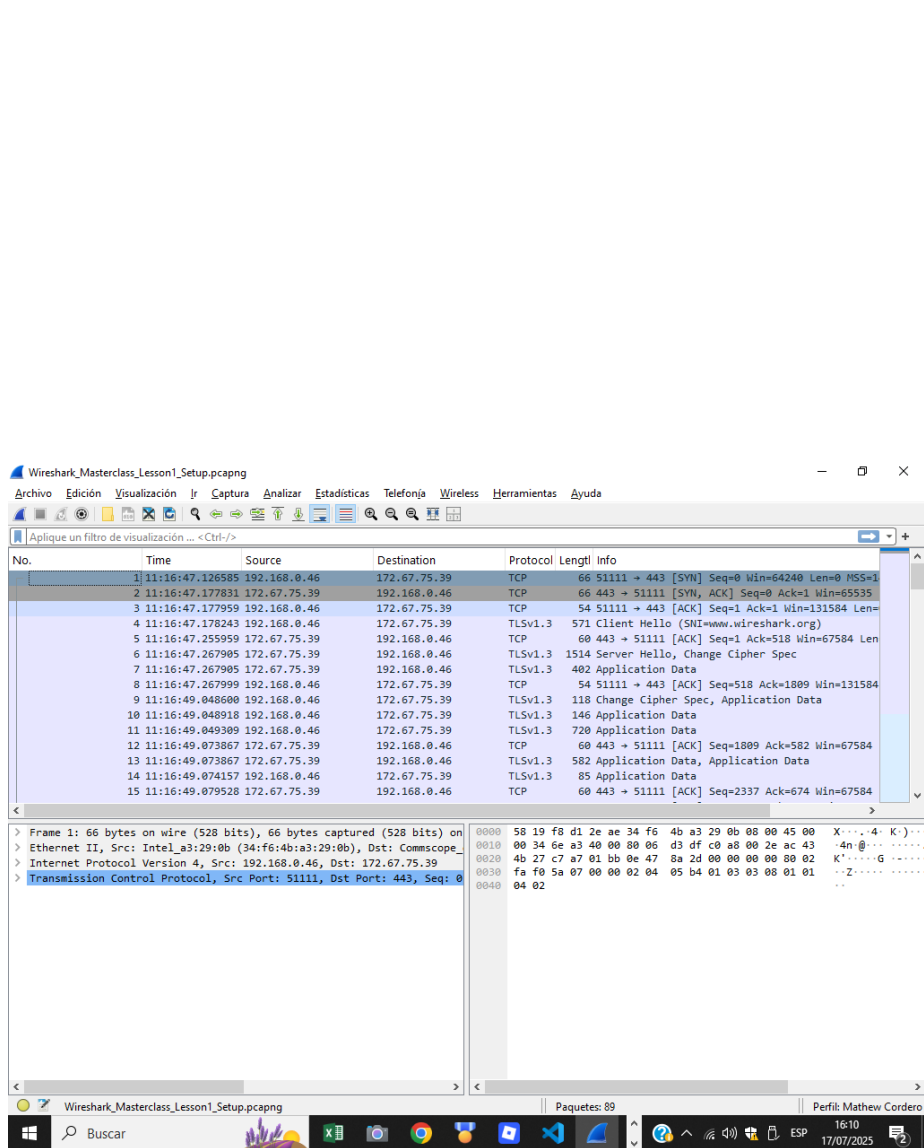 Wireshark_Masterclass_Lesson1_Setup.pcapng
Archivo Edición Visualización Ir Captura Analizar Estadísticas Telefonía Wireless Herramientas Ayuda
Aplique un filtro de visualización ... <Ctrl-/>
No. Time Source Destination Protocol Lengtl Info
1 11:16:47.126585 192.168.0.46 172.67.75.39 TCP 66 51111 → 443 [SYN] Seq=0 Win=64240 Len=0 MSS=1
2 11:16:47.177831 172.67.75.39 192.168.0.46 TCP 66 443 → 51111 [SYN, ACK] Seq=0 Ack=1 Win=65535
3 11:16:47.177959 192.168.0.46 172.67.75.39 TCP 54 51111 → 443 [ACK] Seq=1 Ack=1 Win=131584 Len=
4 11:16:47.178243 192.168.0.46 172.67.75.39 TLSv1.3 571 Client Hello (SNI=www.wireshark.org)
5 11:16:47.255959 172.67.75.39 192.168.0.46 TCP 60 443 → 51111 [ACK] Seq=1 Ack=518 Win=67584 Len
6 11:16:47.267905 172.67.75.39 192.168.0.46 TLSv1.3 1514 Server Hello, Change Cipher Spec
7 11:16:47.267905 172.67.75.39 192.168.0.46 TLSv1.3 402 Application Data
8 11:16:47.267999 192.168.0.46 172.67.75.39 TCP 54 51111 → 443 [ACK] Seq=518 Ack=1809 Win=131584
9 11:16:49.048600 192.168.0.46 172.67.75.39 TLSv1.3 118 Change Cipher Spec, Application Data
10 11:16:49.048918 192.168.0.46 172.67.75.39 TLSv1.3 146 Application Data
11 11:16:49.049309 192.168.0.46 172.67.75.39 TLSv1.3 720 Application Data
12 11:16:49.073867 172.67.75.39 192.168.0.46 TCP 60 443 → 51111 [ACK] Seq=1809 Ack=582 Win=67584
13 11:16:49.073867 172.67.75.39 192.168.0.46 TLSv1.3 582 Application Data, Application Data
14 11:16:49.074157 192.168.0.46 172.67.75.39 TLSv1.3 85 Application Data
15 11:16:49.079528 172.67.75.39 192.168.0.46 TCP 60 443 → 51111 [ACK] Seq=2337 Ack=674 Win=67584
Frame 1: 66 bytes on wire (528 bits), 66 bytes captured (528 bits) on
Ethernet II, Src: Intel_a3:29:0b (34:f6:4b:a3:29:0b), Dst: Commscope_
Internet Protocol Version 4, Src: 192.168.0.46, Dst: 172.67.75.39
Transmission Control Protocol, Src Port: 51111, Dst Port: 443, Seq: 0
0000 58 19 f8 d1 2e ae 34 f6 4b a3 29 0b 08 00 45 00 X···.·4· K·)··
0010 00 34 6e a3 40 00 80 06 d3 df c0 a8 00 2e ac 43 ·4n·@··· ·····
0020 4b 27 c7 a7 01 bb 0e 47 8a 2d 00 00 00 00 80 02 K'·····G ·-···
0030 fa f0 5a 07 00 00 02 04 05 b4 01 03 03 08 01 01 ··Z····· ·····
0040 04 02 ··
Wireshark_Masterclass_Lesson1_Setup.pcapng Paquetes: 89 Perfil: Mathew Cordero
Buscar ESP 16:10
17/07/2025